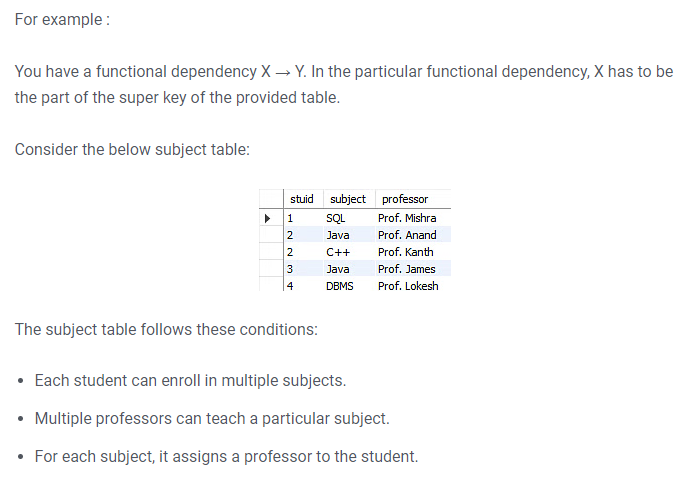 For example :
You have a functional dependency X → Y. In the particular functional dependency, X has to be
the part of the super key of the provided table.
Consider the below subject table:
stuid subject professor
1 SQL Prof. Mishra
2 Java Prof. Anand
2 C++ Prof. Kanth
3 Java Prof. James
4 DBMS Prof. Lokesh
The subject table follows these conditions:
• Each student can enroll in multiple subjects.
• Multiple professors can teach a particular subject.
• For each subject, it assigns a professor to the student.